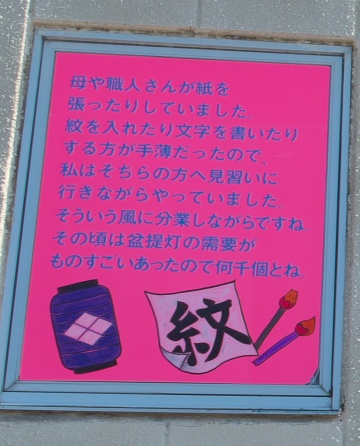 母や職人さんが紙を
張ったりしていました。
紋を入れたり文字を書いたり
する方が手薄だったので、
私はそちらの方へ見習いに
行きながらやっていました。
そういう風に分業しながらですね
その頃は盆提灯の需要が
ものすごいあったので何千個とね。
紋